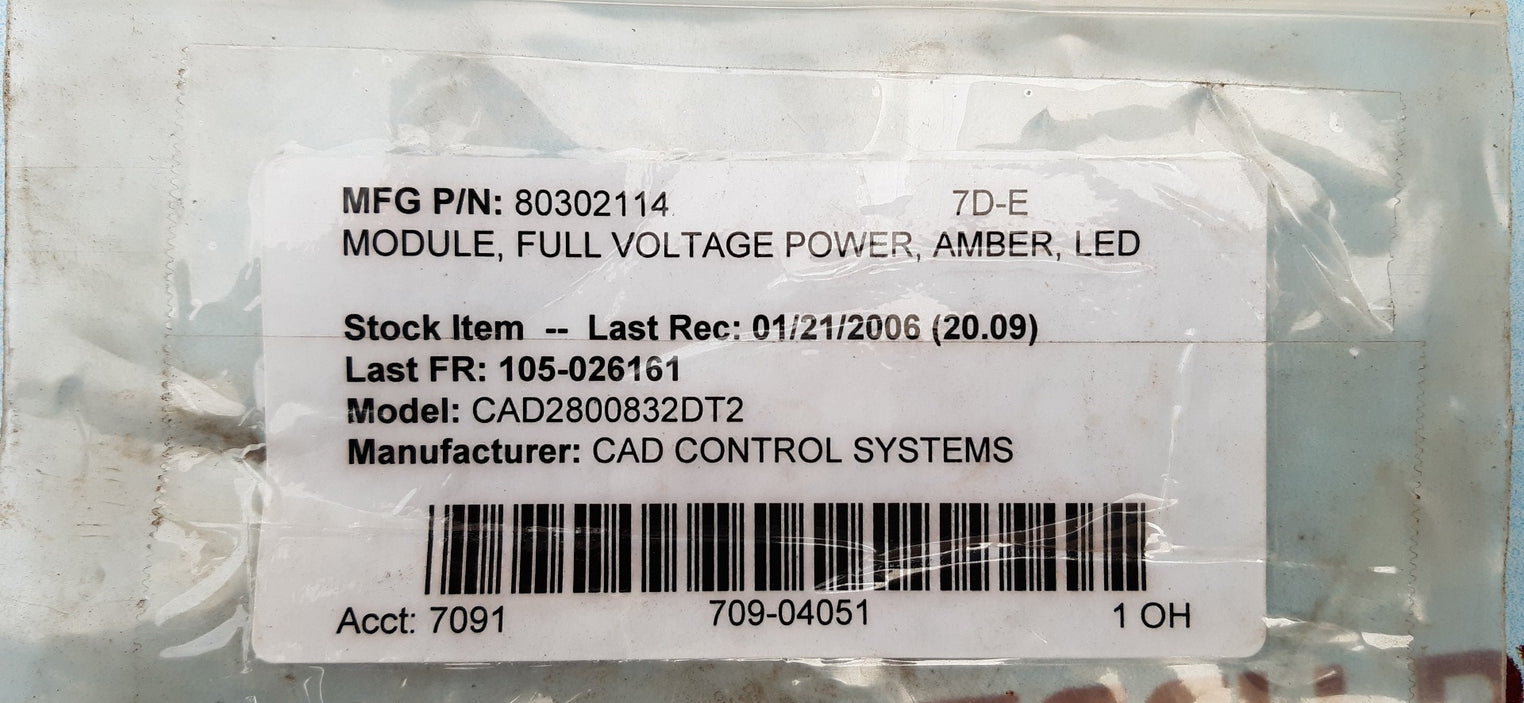 MFG P/N: 80302114 7D-E
MODULE, FULL VOLTAGE POWER, AMBER, LED
Stock Item -- Last Rec: 01/21/2006 (20.09)
Last FR: 105-026161
Model: CAD2800832DT2
Manufacturer: CAD CONTROL SYSTEMS
Acct: 7091 709-04051 1 OH